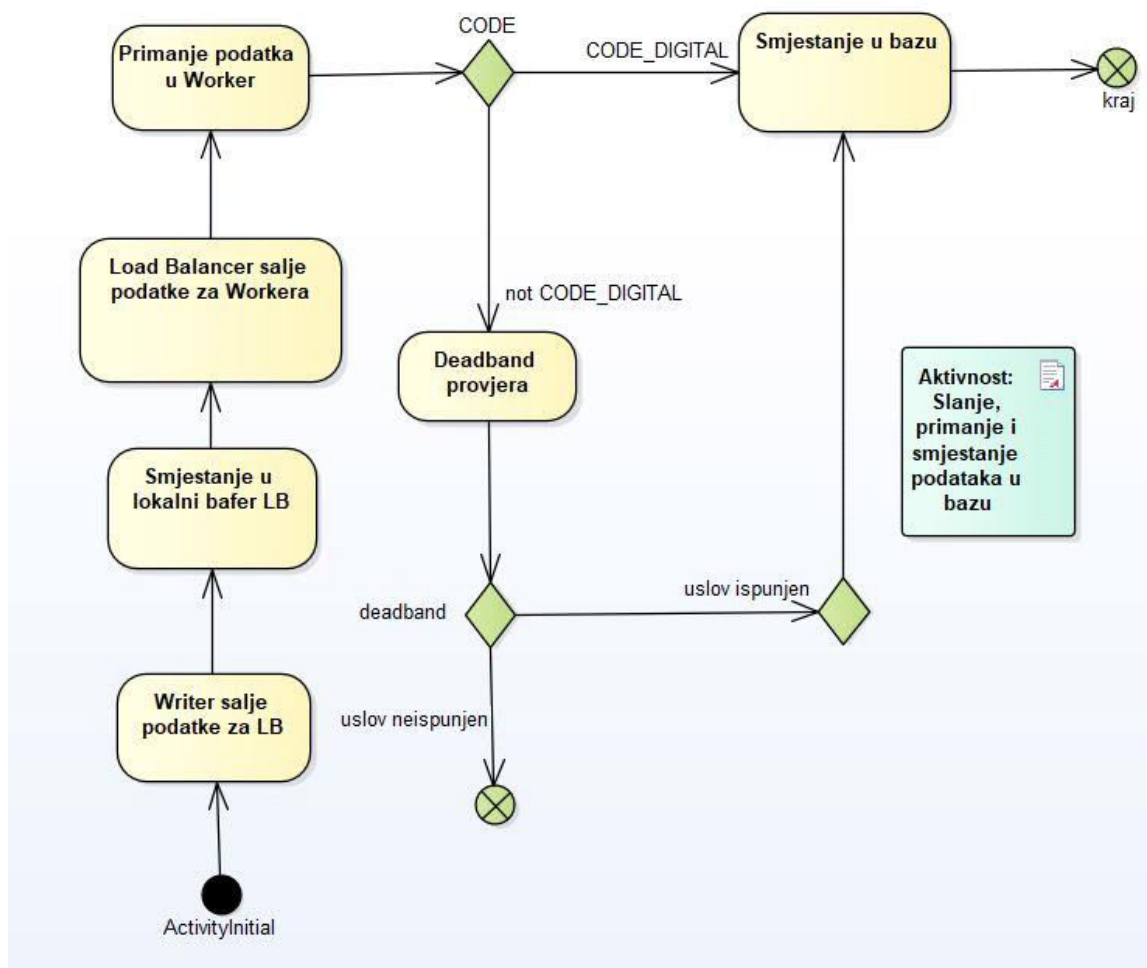 CODE
Primanje podatka
u Worker
CODE_DIGITAL
Smjestanje u bazu
kraj
Load Balancer salje
podatke za Workera
not CODE_DIGITAL
Deadband
provjera
Aktivnost:
Slanje,
primanje i
smjestanje
podataka u
bazu
Smjestanje u
lokalni bafer LB
deadband
uslov ispunjen
Writer salje
podatke za LB
uslov neispunjen
ActivityInitial